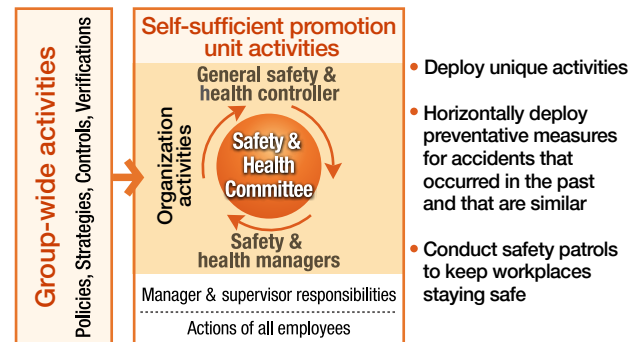 Group-wide activities
Policies, Strategies, Controls, Verifications
Self-sufficient promotion
unit activities
Organization
activities
General safety &
health controller
Safety &
Health
Committee
Safety &
health managers
Manager & supervisor responsibilities
Actions of all employees
• Deploy unique activities
• Horizontally deploy
preventative measures
for accidents that
occurred in the past
and that are similar
• Conduct safety patrols
to keep workplaces
staying safe